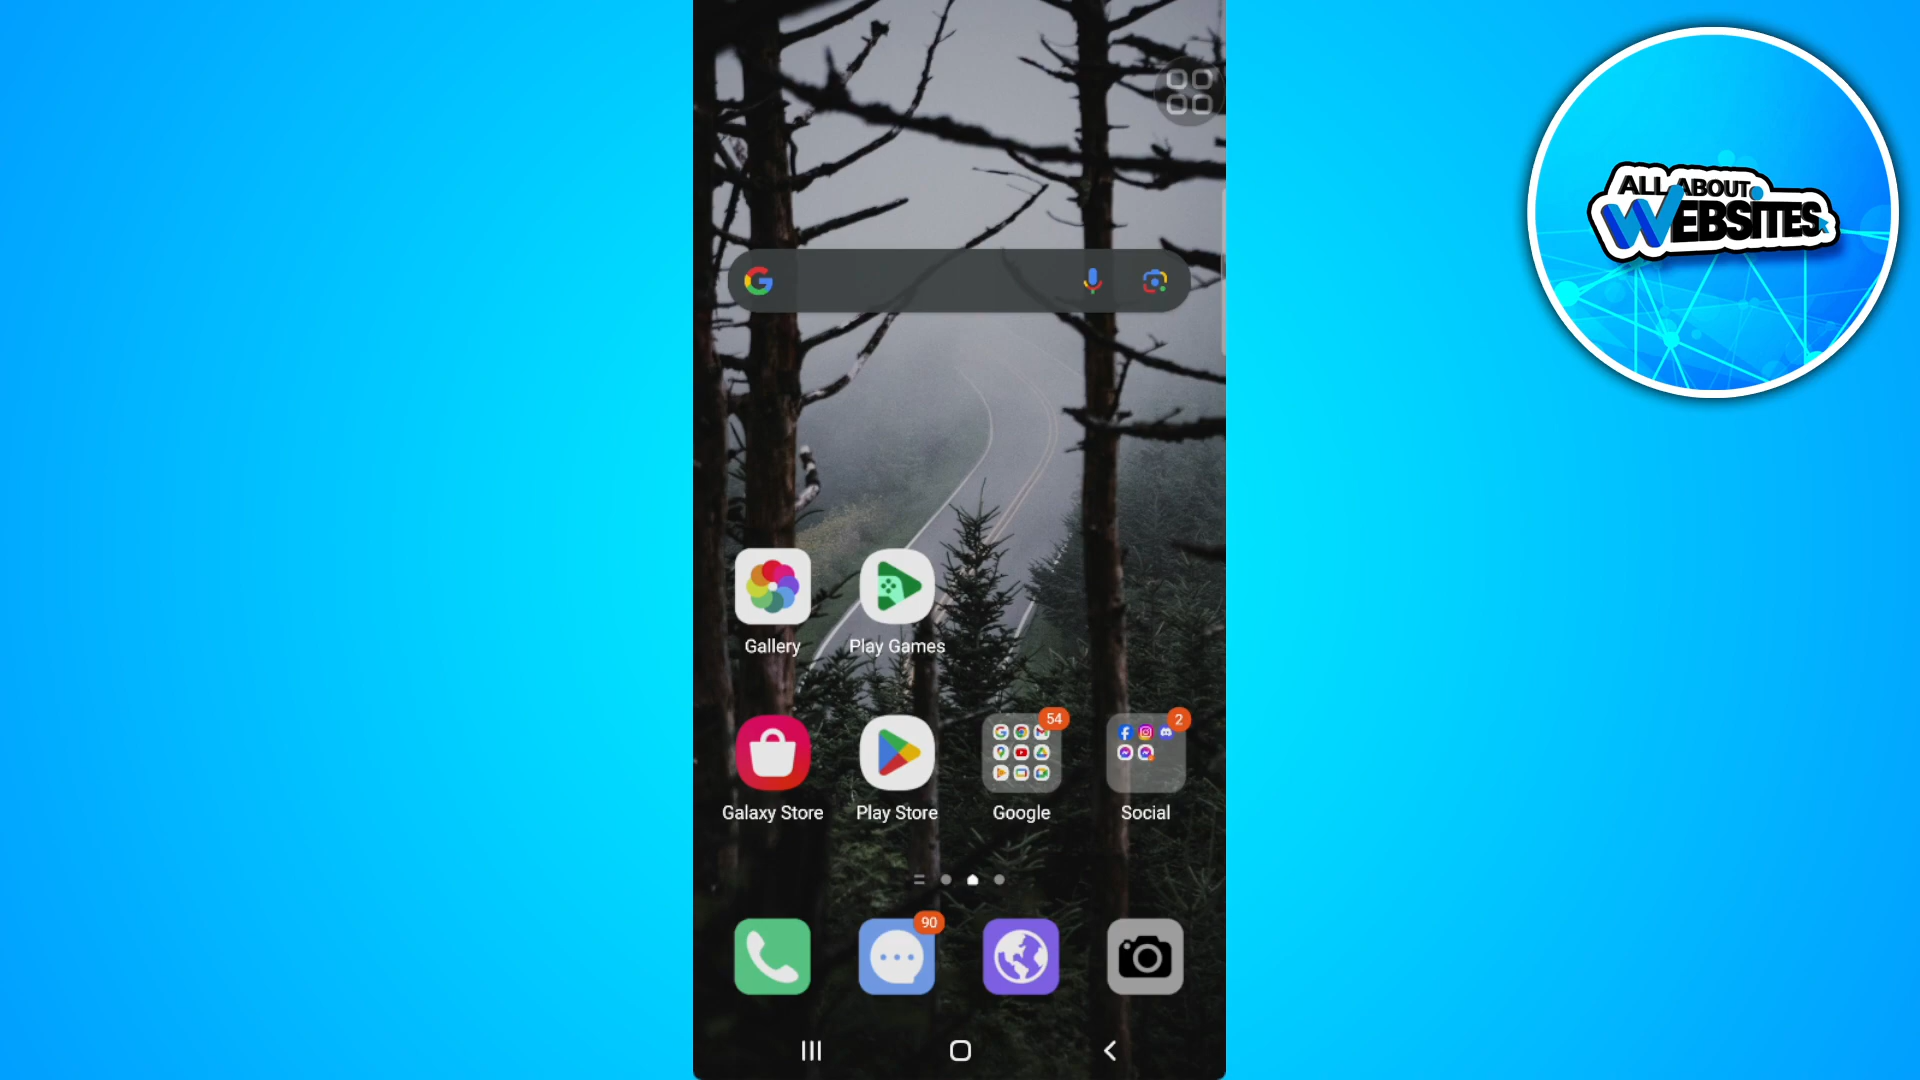 ALL ABOUT
WEBSITES
Gallery
Play Games
54
2
Galaxy Store
Play Store
Google
Social
90